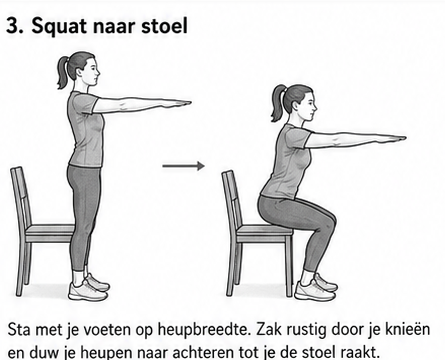 3. Squat naar stoel
Sta met je voeten op heupbreedte. Zak rustig door je knieën
en duw je heupen naar achteren tot je de stoel raakt.